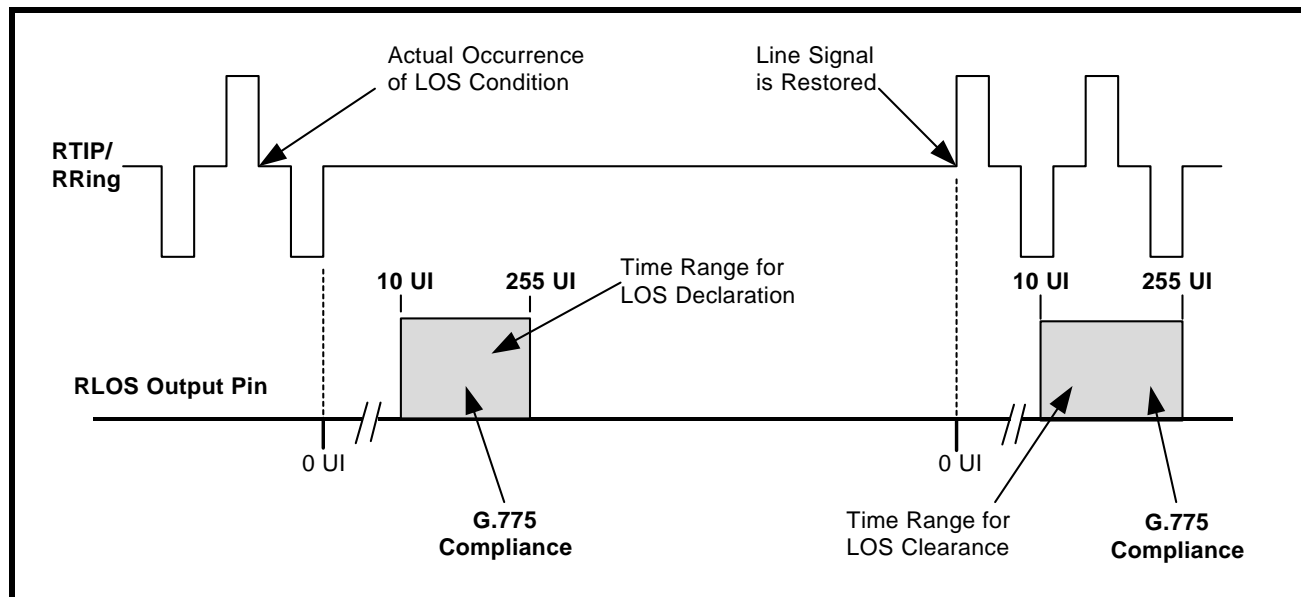 Actual Occurrence
of LOS Condition
Line Signal
is Restored
RTIP/
RRing
10 UI
255 UI
Time Range for
LOS Declaration
10 UI
255 UI
RLOS Output Pin
0 UI
0 UI
G.775
Compliance
Time Range for
LOS Clearance
G.775
Compliance